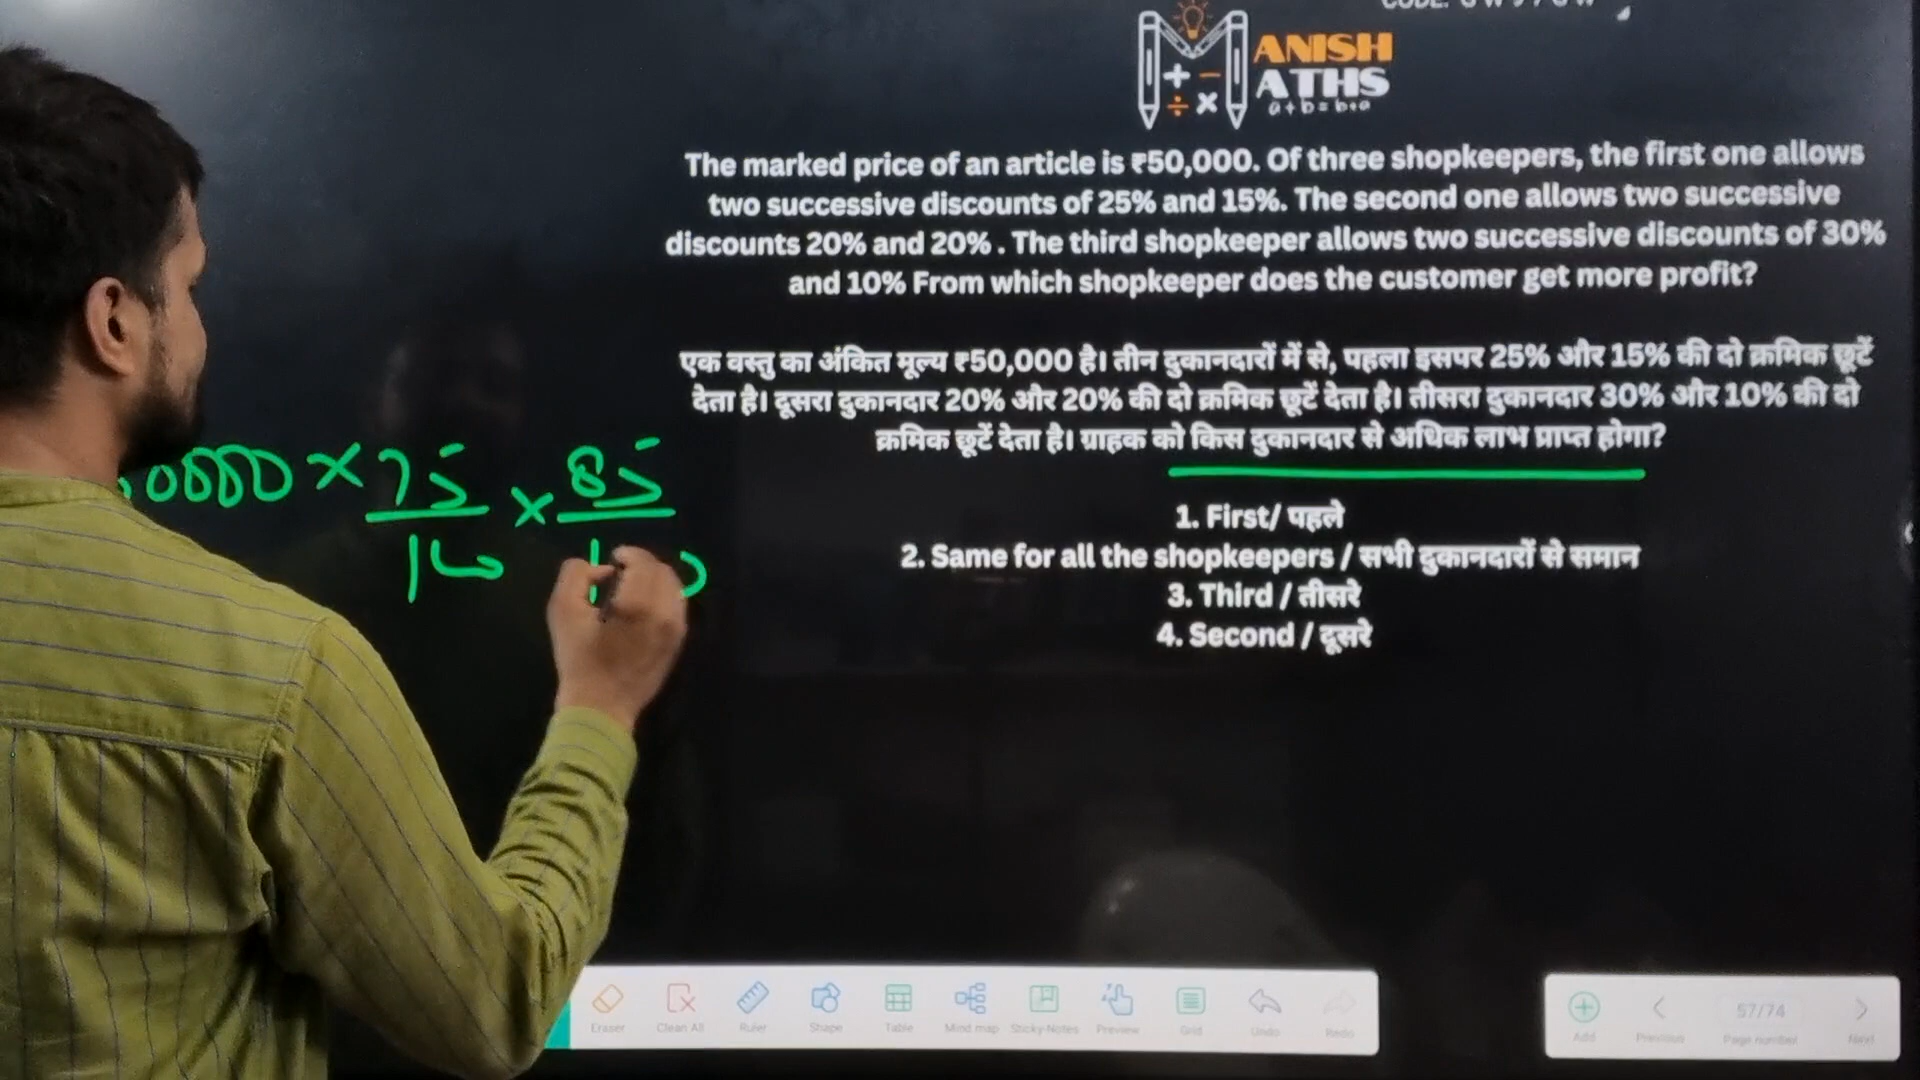 ANISH
ATHS
a+b=b+a
The marked price of an article is ₹50,000. Of three shopkeepers, the first one allows
two successive discounts of 25% and 15%. The second one allows two successive
discounts 20% and 20% . The third shopkeeper allows two successive discounts of 30%
and 10% From which shopkeeper does the customer get more profit?
एक वस्तु का अंकित मूल्य ₹50,000 है। तीन दुकानदारों में से, पहला इसपर 25% और 15% की दो क्रमिक छूटें
देता है। दूसरा दुकानदार 20% और 20% की दो क्रमिक छूटें देता है। तीसरा दुकानदार 30% और 10% की दो
क्रमिक छूटें देता है। ग्राहक को किस दुकानदार से अधिक लाभ प्राप्त होगा?
1. First/ पहले
2. Same for all the shopkeepers / सभी दुकानदारों से समान
3. Third / तीसरे
4. Second / दूसरे
0000 × 75 × 85
100
Eraser Clean All Ruler Shape Table Mind map Sticky-Notes Preview Grid Undo Redo
Add Previous 57/74 Page number Next